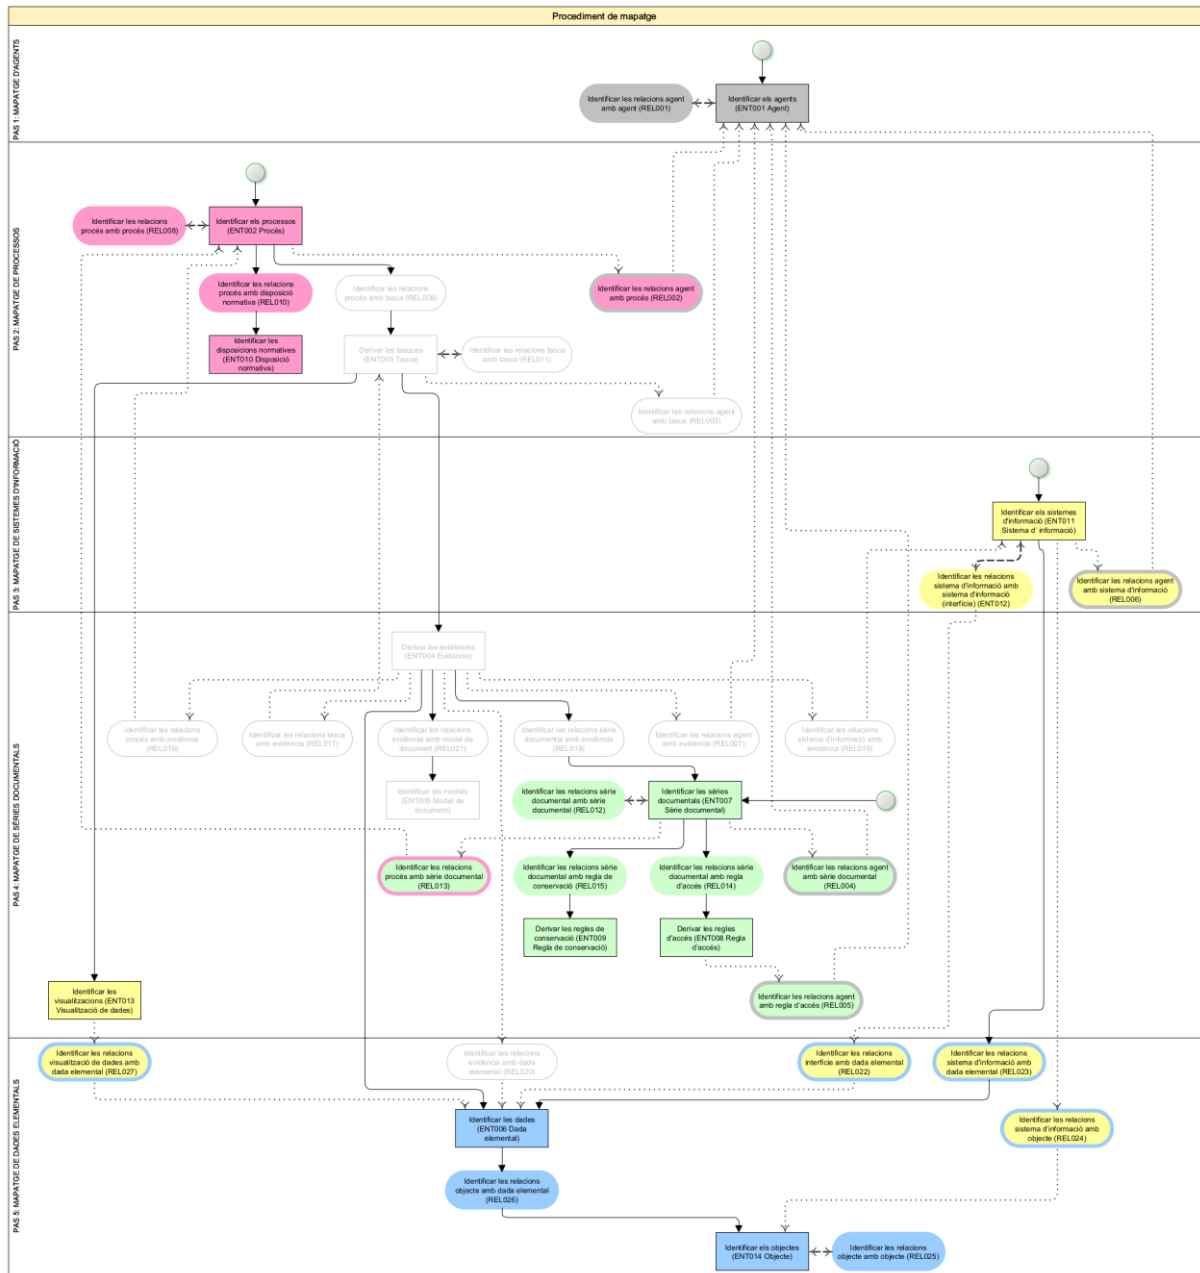 Procediment de mapatge
PAS 1: MAPATGE D'AGENTS
Identificar les relacions agent
amb agent (REL001)
Identificar els agents
(ENT001 Agent)
PAS 2: MAPATGE DE PROCESSOS
Identificar les relacions
procés amb procés (REL008)
Identificar els processos
(ENT002 Procés)
Identificar les relacions
procés amb disposició
normativa (REL010)
Identificar les relacions
procés amb tasca (REL009)
Identificar les relacions agent
amb procés (REL002)
Identificar les
disposicions normatives
(ENT010 Disposició
normativa)
Derivar les tasques
(ENT003 Tasca)
Identificar les relacions tasca
amb tasca (REL011)
Identificar les relacions agent
amb tasca (REL003)
PAS 3: MAPATGE DE SISTEMES D'INFORMACIÓ
Identificar els sistemes
d'informació (ENT011
Sistema d' informació)
Identificar les relacions
sistema d'informació amb
sistema d'informació
(interfície) (ENT012)
Identificar les relacions agent
amb sistema d'informació
(REL006)
PAS 4: MAPATGE DE SÈRIES DOCUMENTALS
Derivar les evidències
(ENT004 Evidència)
Identificar les relacions
procés amb evidència
(REL016)
Identificar les relacions tasca
amb evidència (REL017)
Identificar les relacions
evidència amb model de
document (REL021)
Identificar les relacions sèrie
documental amb evidència
(REL018)
Identificar les relacions agent
amb evidència (REL007)
Identificar les relacions
sistema d'informació amb
evidència (REL019)
Identificar els models
(ENT005 Model de
document)
Identificar les relacions sèrie
documental amb sèrie
documental (REL012)
Identificar les sèries
documentals (ENT007
Sèrie documental)
Identificar les relacions
procés amb sèrie documental
(REL013)
Identificar les relacions sèrie
documental amb regla de
conservació (REL015)
Identificar les relacions sèrie
documental amb regla
d'accés (REL014)
Identificar les relacions agent
amb sèrie documental
(REL004)
Derivar les regles de
conservació (ENT009
Regla de conservació)
Derivar les regles
d'accés (ENT008 Regla
d'accés)
Identificar les
visualitzacions (ENT013
Visualització de dades)
Identificar les relacions agent
amb regla d'accés (REL005)
PAS 5: MAPATGE DE DADES ELEMENTALS
Identificar les relacions
visualització de dades amb
dada elemental (REL027)
Identificar les relacions
evidència amb dada
elemental (REL020)
Identificar les relacions
interfície amb dada elemental
(REL022)
Identificar les relacions
sistema d'informació amb
dada elemental (REL023)
Identificar les dades
(ENT006 Dada
elemental)
Identificar les relacions
sistema d'informació amb
objecte (REL024)
Identificar les relacions
objecte amb dada elemental
(REL026)
Identificar els objectes
(ENT014 Objecte)
Identificar les relacions
objecte amb objecte (REL025)